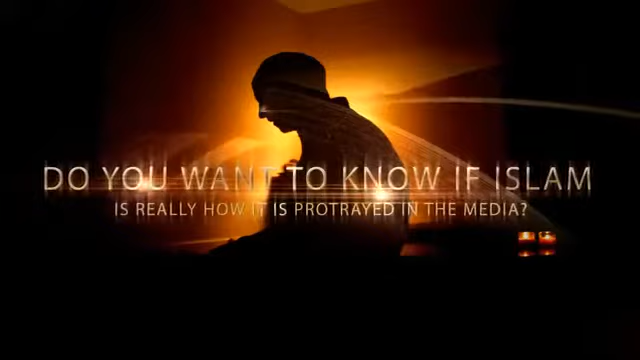 DO YOU WANT TO KNOW IF ISLAM
IS REALLY HOW IT IS PROTRAYED IN THE MEDIA?